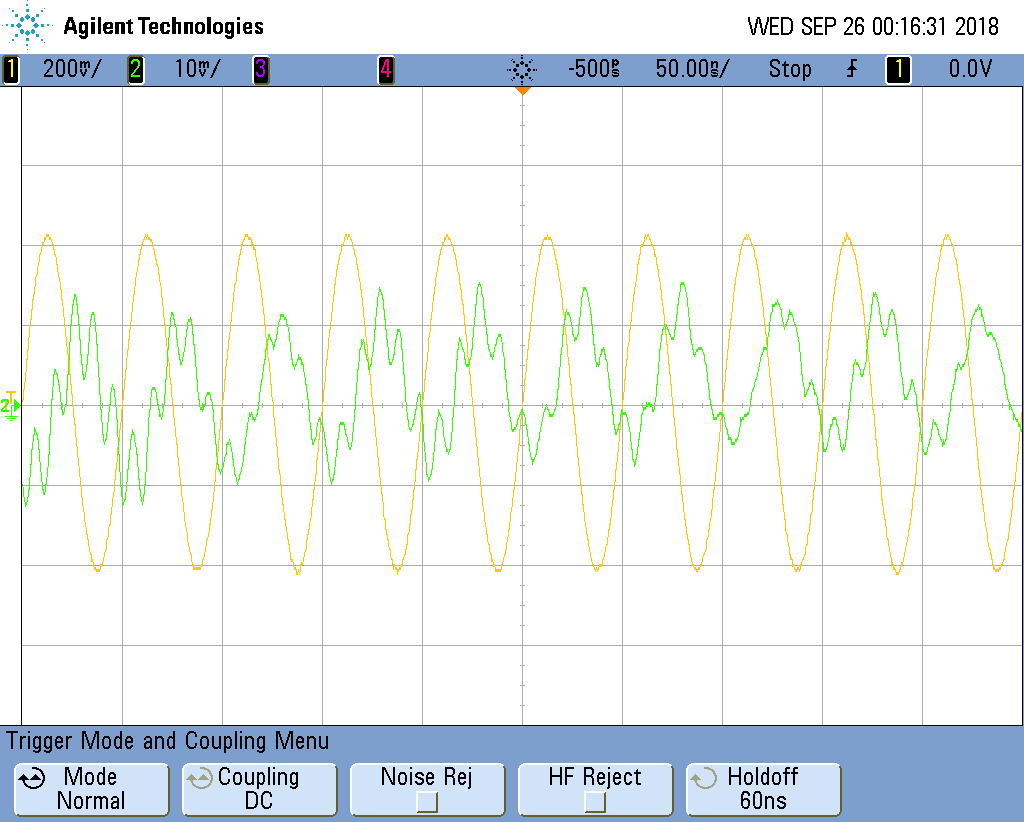 Agilent Technologies WED SEP 26 00:16:31 2018
1 200mV/ 2 10mV/ 3 4 -500ps 50.00ns/ Stop 1 0.0V
T
2
Trigger Mode and Coupling Menu
Mode Coupling Noise Rej HF Reject Holdoff
Normal DC 60ns